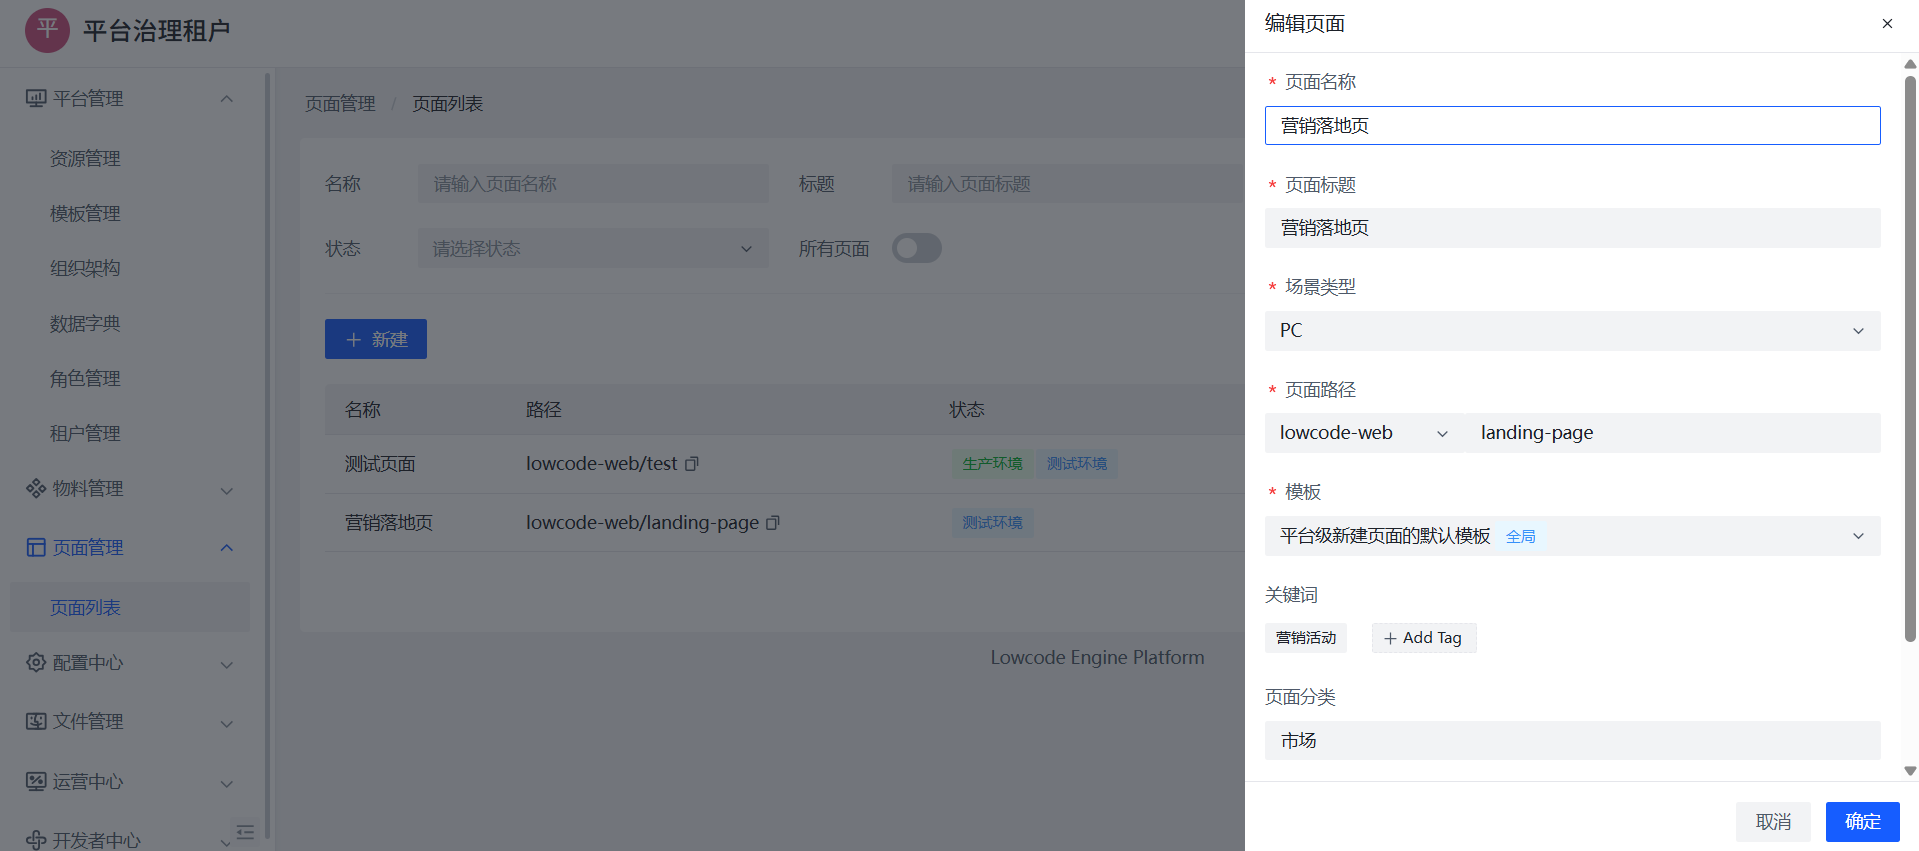 平 平台治理租户
平台管理
资源管理
模板管理
组织架构
数据字典
角色管理
租户管理
物料管理
页面管理
页面列表
配置中心
文件管理
运营中心
开发者中心
页面管理 / 页面列表
名称 请输入页面名称 标题 请输入页面标题
状态 请选择状态 所有页面
+ 新建
名称 路径 状态
测试页面 lowcode-web/test 生产环境 测试环境
营销落地页 lowcode-web/landing-page 测试环境
Lowcode Engine Platform
编辑页面
* 页面名称
营销落地页
* 页面标题
营销落地页
* 场景类型
PC
* 页面路径
lowcode-web landing-page
* 模板
平台级新建页面的默认模板 全局
关键词
营销活动 + Add Tag
页面分类
市场
取消 确定